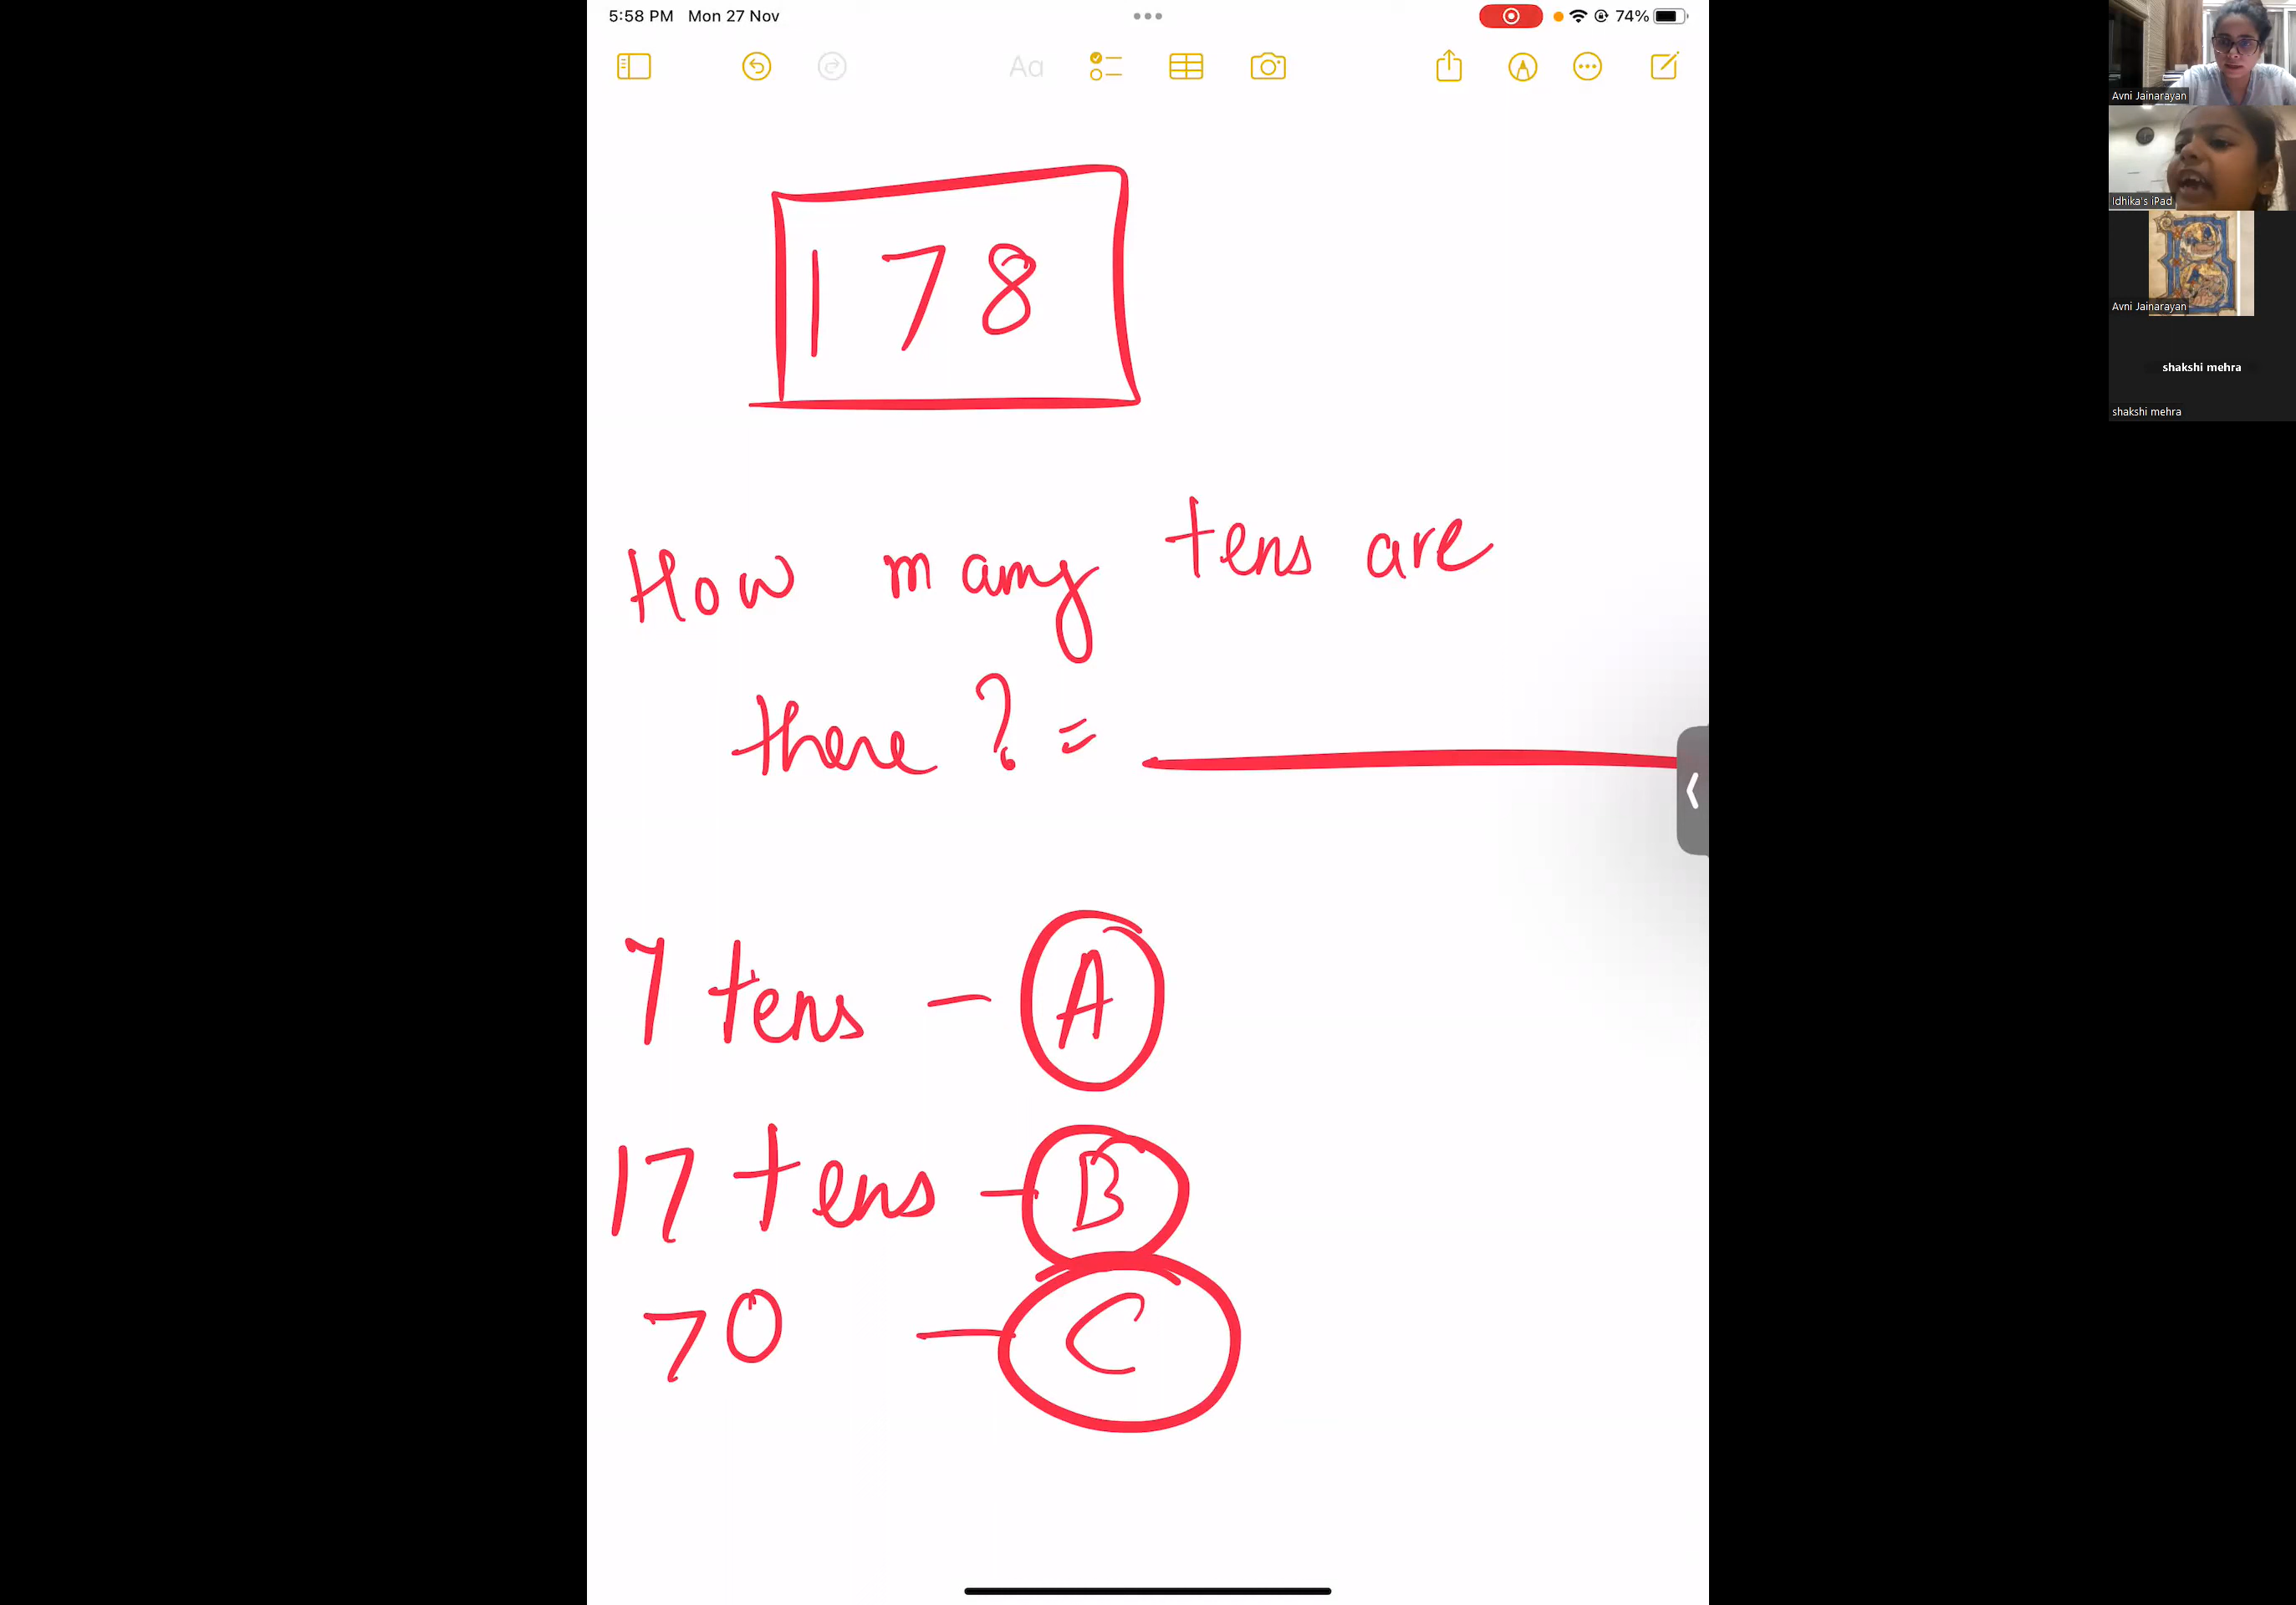 5:58 PM Mon 27 Nov
74%
Aa
178
How many tens are
there ? =
7 tens - A
17 tens - B
70 - C
Avni Jainarayan
Idhika's iPad
Avni Jainarayan
shakshi mehra
shakshi mehra